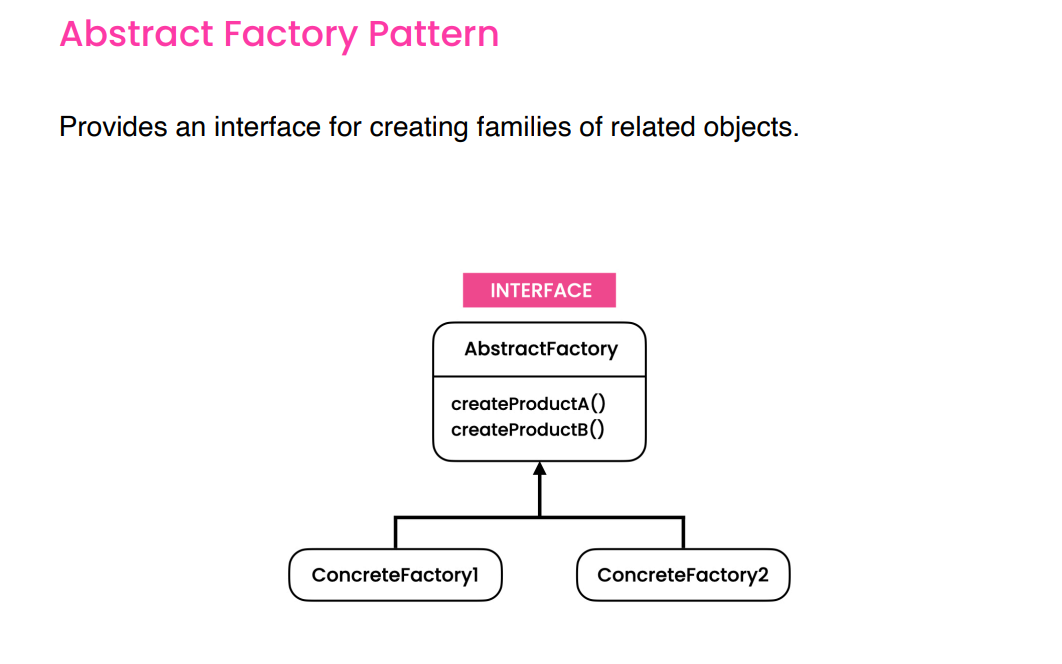 Abstract Factory Pattern
Provides an interface for creating families of related objects.
INTERFACE
AbstractFactory
createProductA()
createProductB()
ConcreteFactory1
ConcreteFactory2